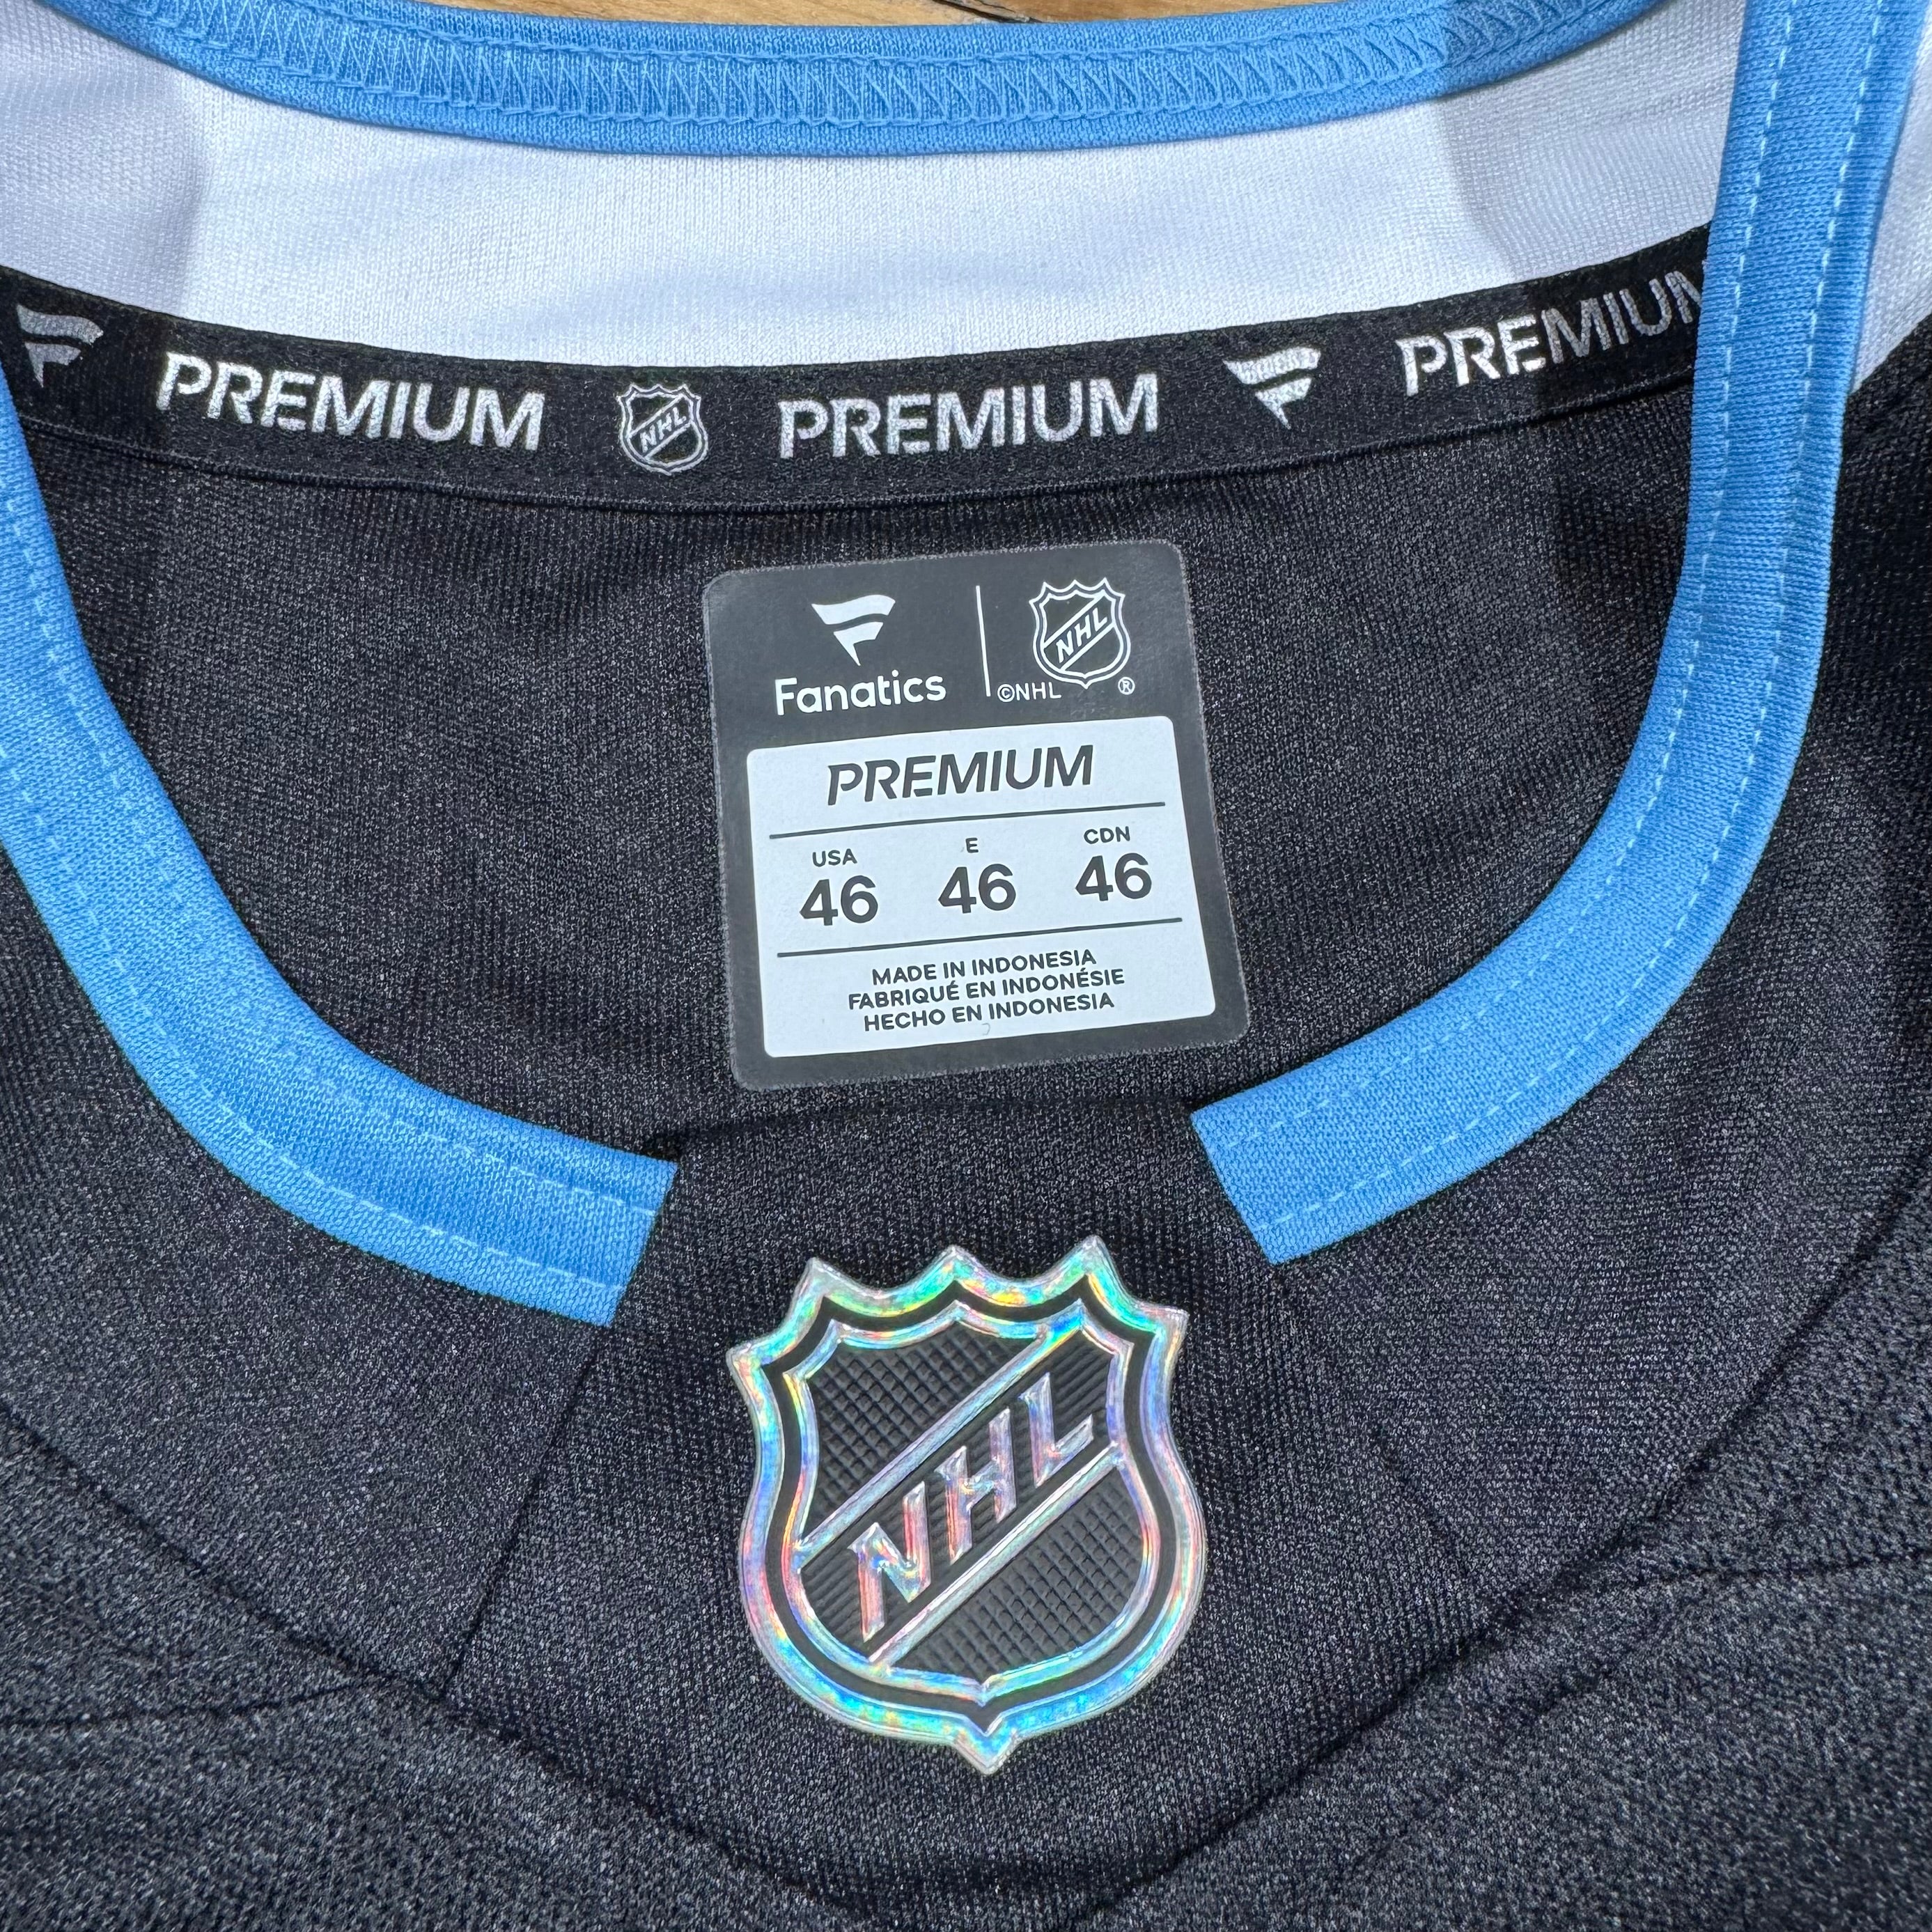 PREMIUM NHL PREMIUM PREMIUM
Fanatics NHL
©NHL ®
PREMIUM
USA E CDN
46 46 46
MADE IN INDONESIA
FABRIQUÉ EN INDONÉSIE
HECHO EN INDONESIA
NHL